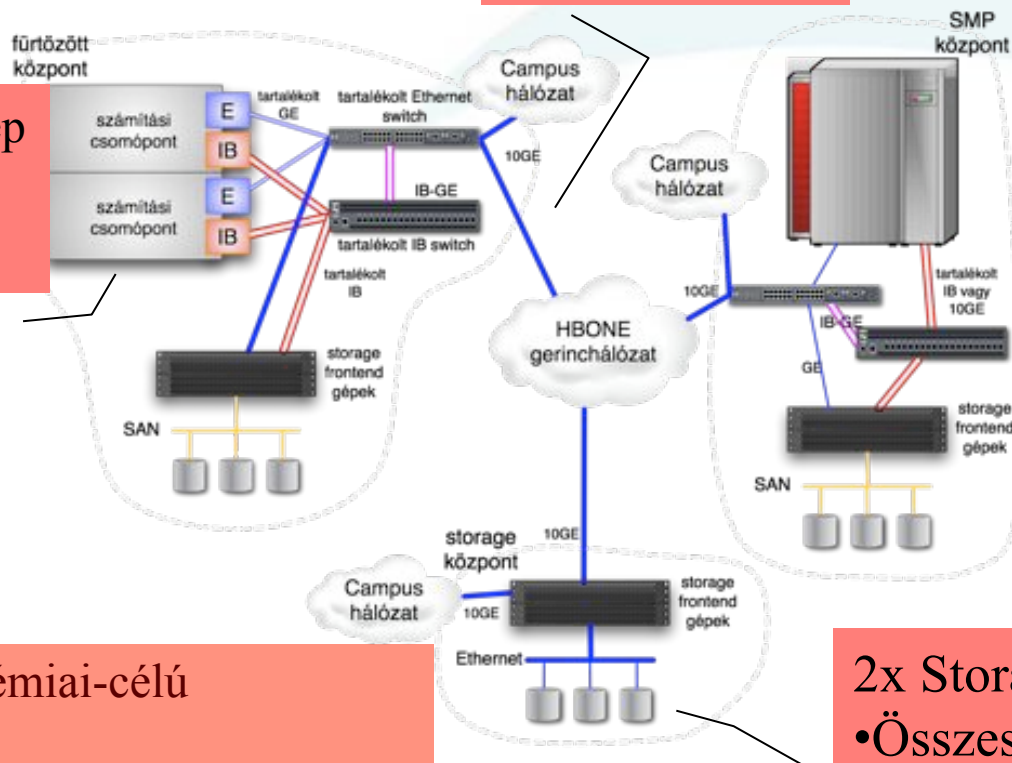 fürtözött
központ
számítási
csomópont
E
IB
számítási
csomópont
E
IB
tartalékolt
GE
tartalékolt Ethernet
switch
Campus
hálózat
10GE
IB-GE
tartalékolt IB switch
tartalékolt
IB
storage
frontend
gépek
SAN
SMP
központ
Campus
hálózat
10GE
tartalékolt
IB vagy
10GE
IB-GE
GE
storage
frontend
gépek
SAN
HBONE
gerinchálózat
10GE
storage
központ
Campus
hálózat
10GE
storage
frontend
gépek
Ethernet
2x
•Összes